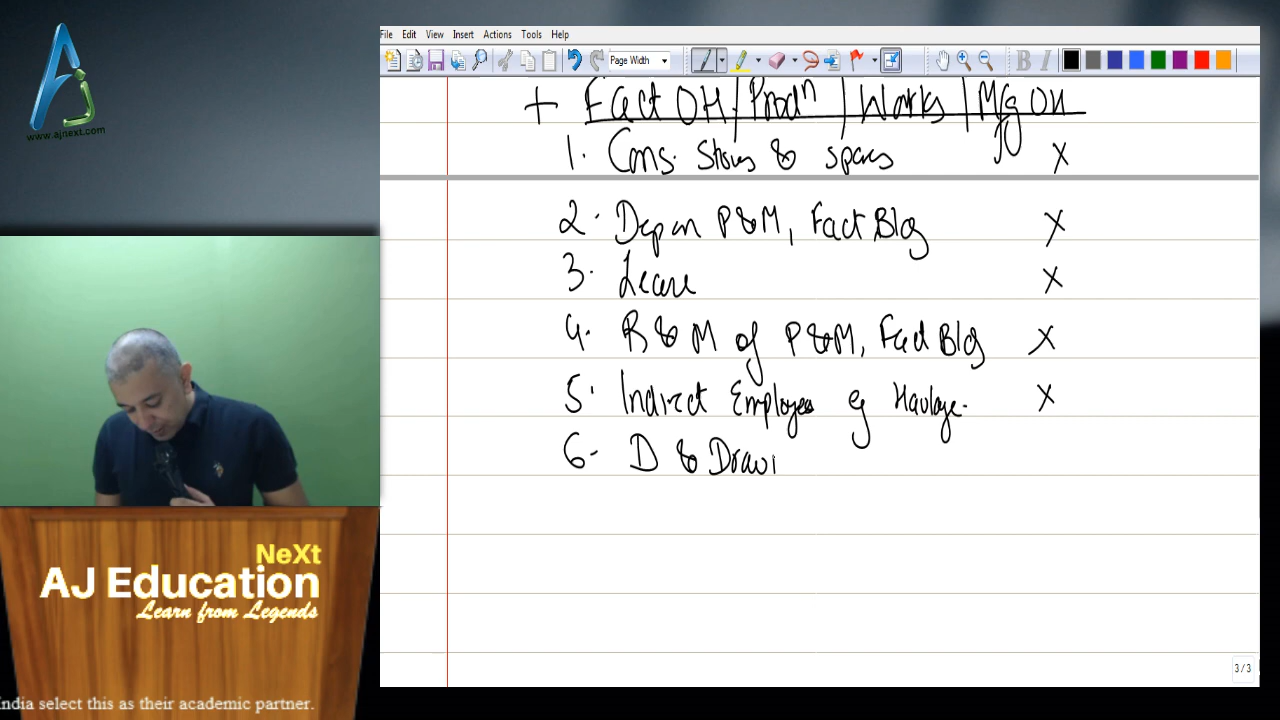 www.ajnext.com
File Edit View Insert Actions Tools Help
Page Width
B I
+ Fact OH / Prodn | Works | Mfg OH
1. Cons. Stores & spares X
2. Dep on P&M, Fact Bldg X
3. Lease X
4. R & M of P&M, Fact Bldg X
5. Indirect Employees eg Haulage. X
6. D & Drawi
3/3
NeXt
AJ Education
Learn from Legends
India select this as their academic partner.